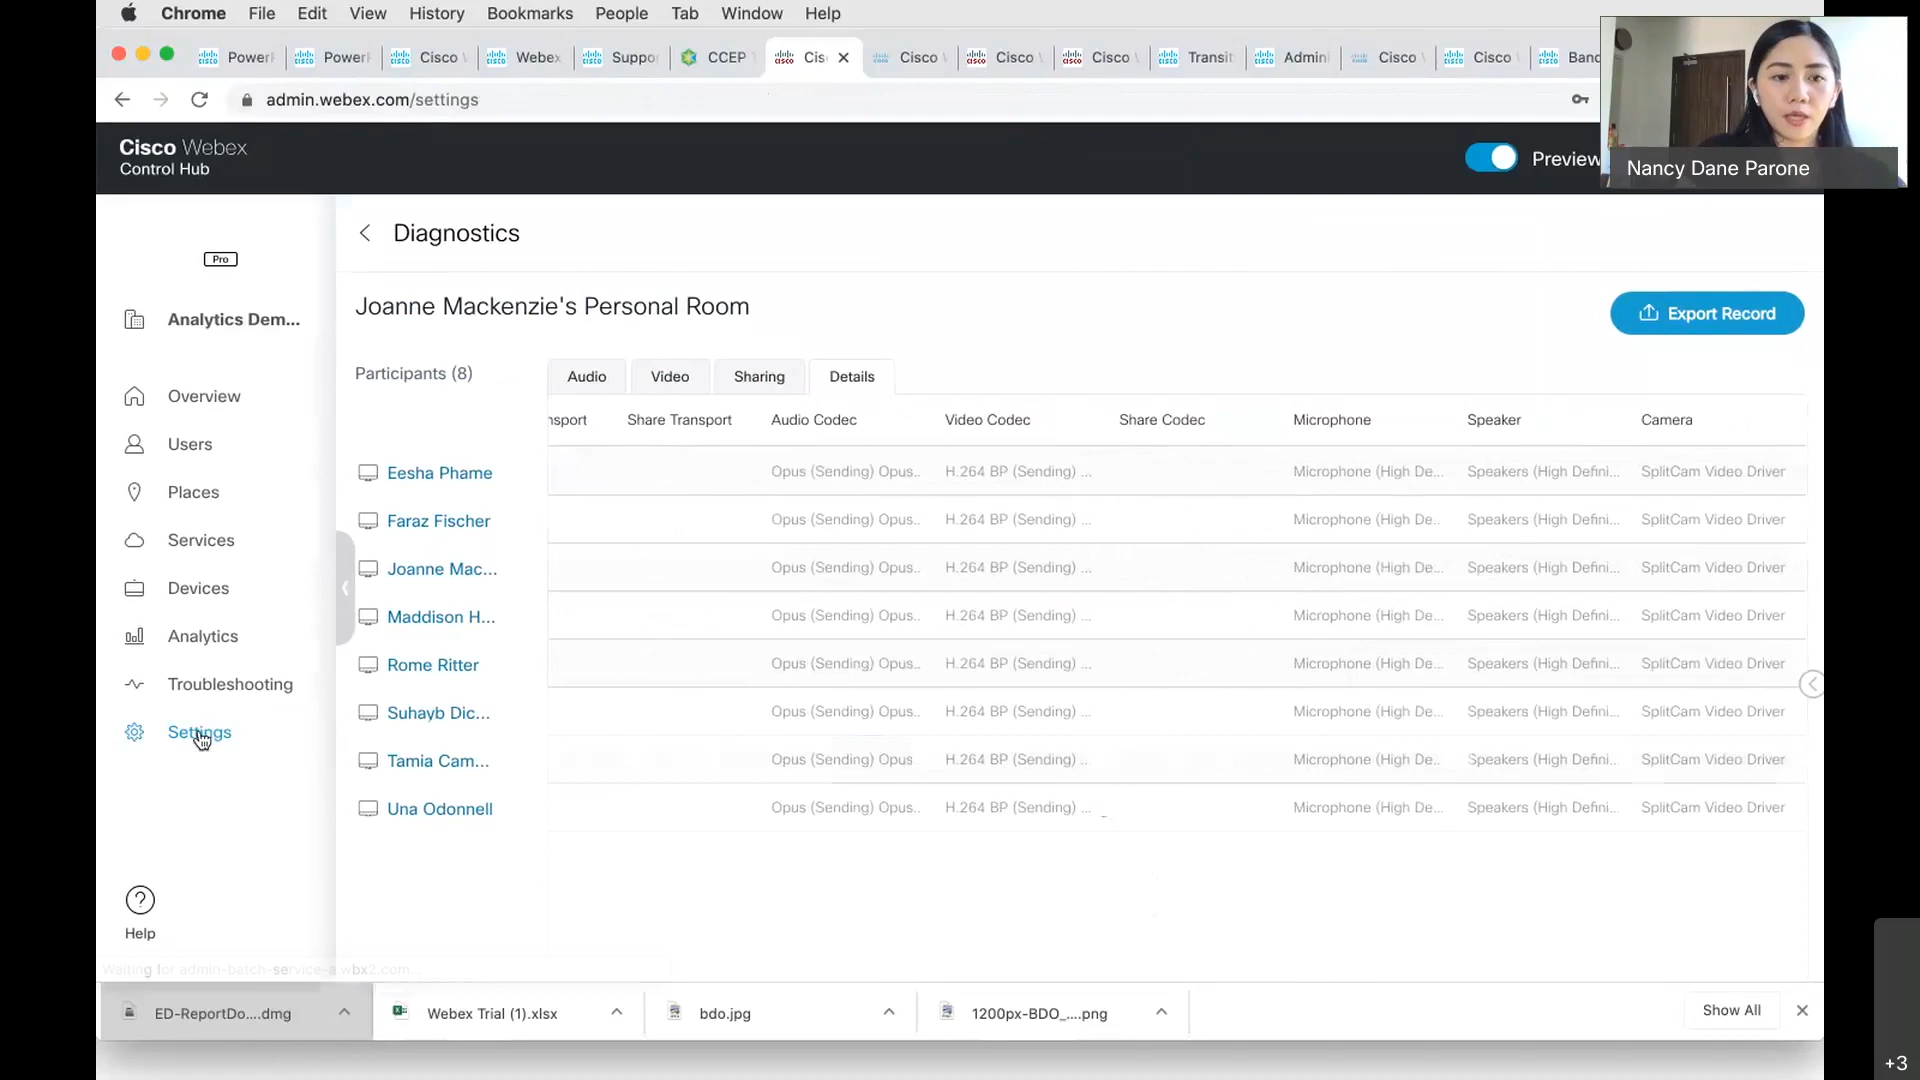 Chrome File Edit View History Bookmarks People Tab Window Help
Power Power Cisco Webex Suppo CCEP Cis Cisco Cisco Cisco Transit Admin Cisco Cisco Ban
admin.webex.com/settings
Cisco Webex
Control Hub
Preview
Nancy Dane Parone
Pro
Analytics Dem...
Overview
Users
Places
Services
Devices
Analytics
Troubleshooting
Settings
Help
Diagnostics
Joanne Mackenzie's Personal Room
Export Record
Participants (8)
Audio Video Sharing Details
nsport Share Transport Audio Codec Video Codec Share Codec Microphone Speaker Camera
Eesha Phame Opus (Sending) Opus.. H.264 BP (Sending) ... Microphone (High De... Speakers (High Defini... SplitCam Video Driver
Faraz Fischer Opus (Sending) Opus.. H.264 BP (Sending) ... Microphone (High De... Speakers (High Defini... SplitCam Video Driver
Joanne Mac... Opus (Sending) Opus.. H.264 BP (Sending) ... Microphone (High De... Speakers (High Defini... SplitCam Video Driver
Maddison H... Opus (Sending) Opus.. H.264 BP (Sending) ... Microphone (High De... Speakers (High Defini... SplitCam Video Driver
Rome Ritter Opus (Sending) Opus.. H.264 BP (Sending) ... Microphone (High De... Speakers (High Defini... SplitCam Video Driver
Suhayb Dic... Opus (Sending) Opus.. H.264 BP (Sending) ... Microphone (High De... Speakers (High Defini... SplitCam Video Driver
Tamia Cam... Opus (Sending) Opus H.264 BP (Sending) ... Microphone (High De... Speakers (High Defini... SplitCam Video Driver
Una Odonnell Opus (Sending) Opus.. H.264 BP (Sending) ... Microphone (High De... Speakers (High Defini... SplitCam Video Driver
Waiting for admin-batch-service-a.wbx2.com...
ED-ReportDo....dmg Webex Trial (1).xlsx bdo.jpg 1200px-BDO_....png Show All
+3